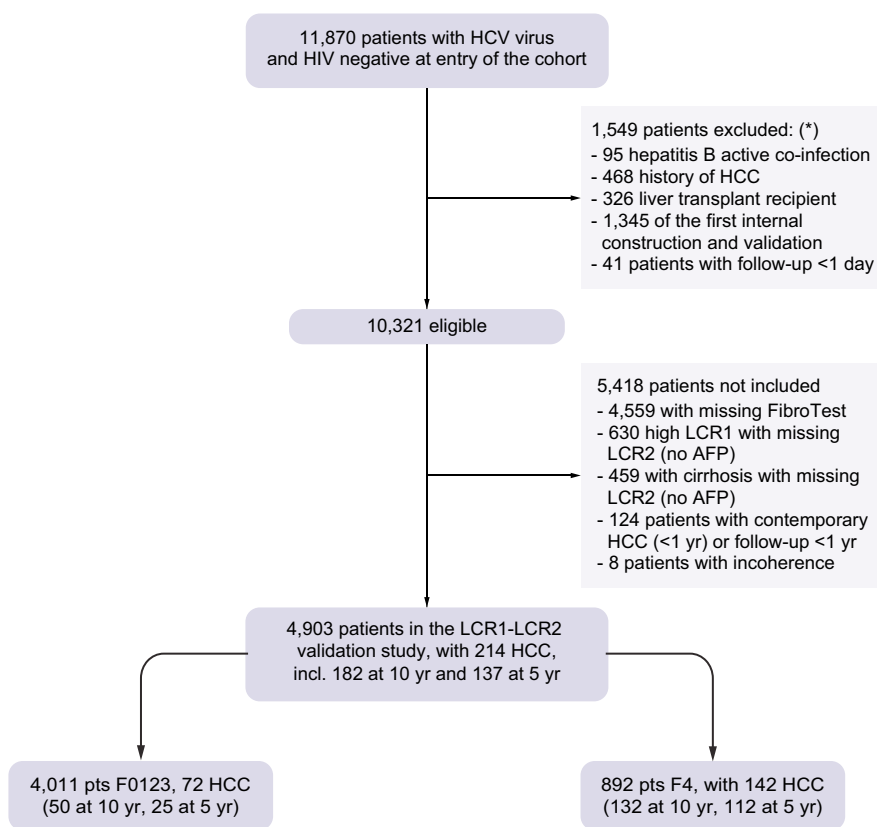 11,870 patients with HCV virus
and HIV negative at entry of the cohort
1,549 patients excluded: (*)
- 95 hepatitis B active co-infection
- 468 history of HCC
- 326 liver transplant recipient
- 1,345 of the first internal
construction and validation
- 41 patients with follow-up <1 day
10,321 eligible
5,418 patients not included
- 4,559 with missing FibroTest
- 630 high LCR1 with missing
LCR2 (no AFP)
- 459 with cirrhosis with missing
LCR2 (no AFP)
- 124 patients with contemporary
HCC (<1 yr) or follow-up <1 yr
- 8 patients with incoherence
4,903 patients in the LCR1-LCR2
validation study, with 214 HCC,
incl. 182 at 10 yr and 137 at 5 yr
4,011 pts F0123, 72 HCC
(50 at 10 yr, 25 at 5 yr)
892 pts F4, with 142 HCC
(132 at 10 yr, 112 at 5 yr)